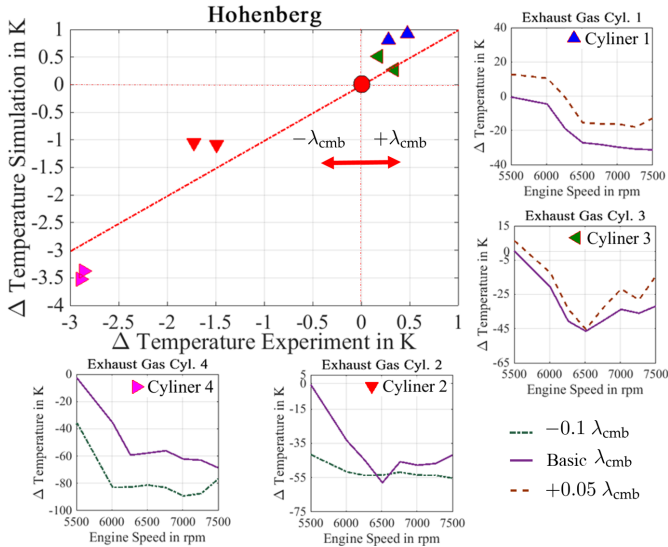 Hohenberg
Δ Temperature Simulation in K
1
0
-1
-1.5
-2
-2.5
-3
-3.5
-4
−λcmb
+λcmb
-3
-2.5
-2
-1.5
-1
-0.5
0
1
Δ Temperature Experiment in K
Exhaust Gas Cyl. 1
Cyliner 1
Δ Temperature in K
40
20
0
-20
-40
5500
6000
6500
7000
7500
Engine Speed in rpm
Exhaust Gas Cyl. 3
Cyliner 3
Δ Temperature in K
15
0
-5
-25
-45
-65
5500
6000
6500
7000
7500
Engine Speed in rpm
Exhaust Gas Cyl. 4
Cyliner 4
Δ Temperature in K
0
-20
-40
-60
-80
-100
5500
6000
6500
7000
7500
Engine Speed in rpm
Exhaust Gas Cyl. 2
Cyliner 2
Δ Temperature in K
5
0
-15
-35
-55
-75
5500
6000
6500
7000
7500
Engine Speed in rpm
−0.1 λcmb
Basic λcmb
+0.05 λcmb